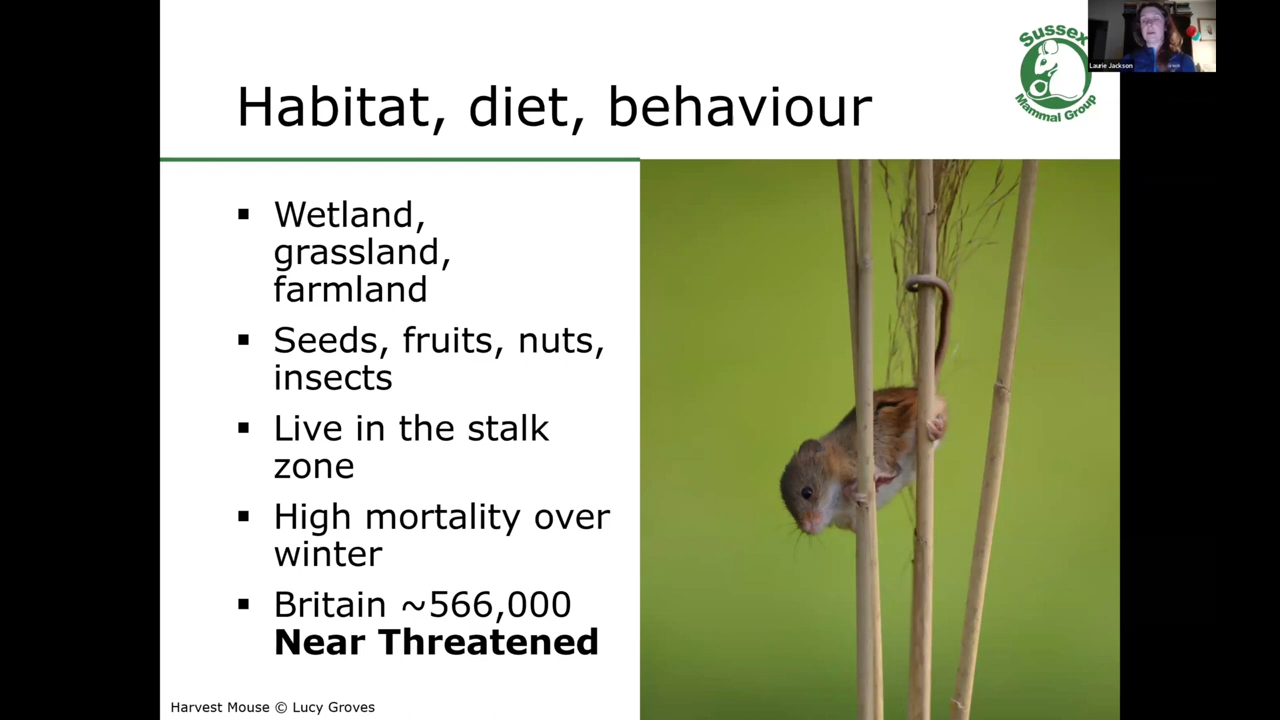 Sussex
Mammal Group
Laurie Jackson
Habitat, diet, behaviour
▪ Wetland,
grassland,
farmland
▪ Seeds, fruits, nuts,
insects
▪ Live in the stalk
zone
▪ High mortality over
winter
▪ Britain ~566,000
Near Threatened
Harvest Mouse © Lucy Groves